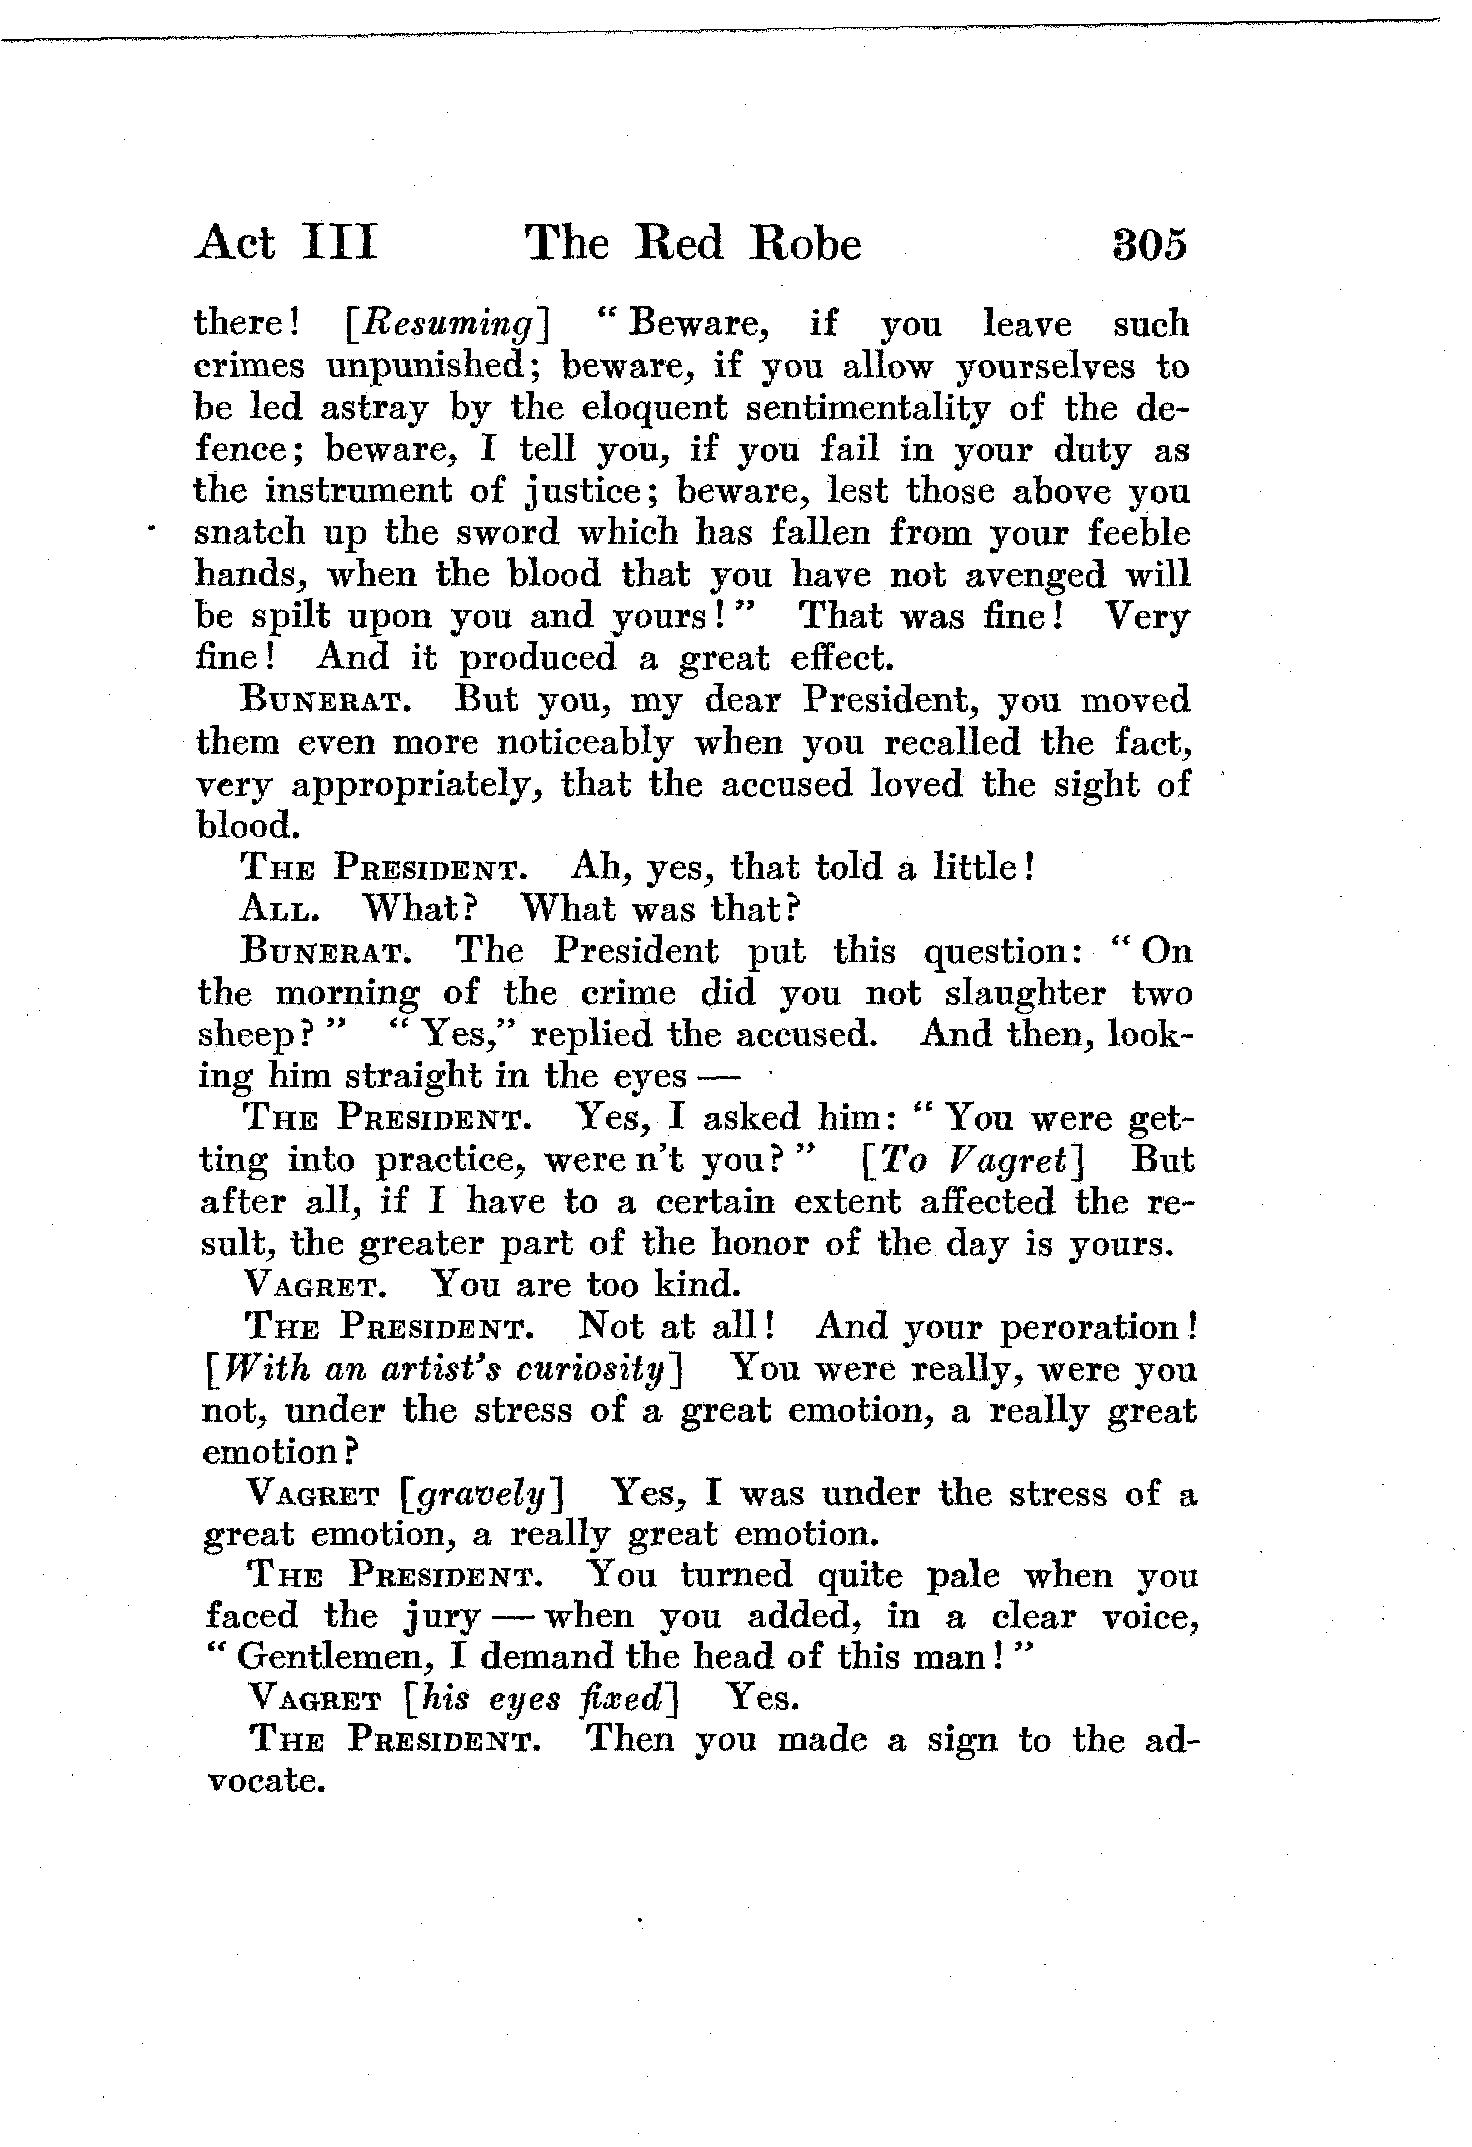 Act III The Red Robe 305
there! [Resuming] “ Beware, if you leave such
crimes unpunished; beware, if you allow yourselves to
be led astray by the eloquent sentimentality of the de-
fence; beware, I tell you, if you fail in your duty as
the instrument of justice; beware, lest those above you
snatch up the sword which has fallen from your feeble
hands, when the blood that you have not avenged will
be spilt upon you and yours! ” That was fine! Very
fine! And it produced a great effect.
BUNERAT. But you, my dear President, you moved
them even more noticeably when you recalled the fact,
very appropriately, that the accused loved the sight of
blood.
THE PRESIDENT. Ah, yes, that told a little!
ALL. What? What was that?
BUNERAT. The President put this question: “ On
the morning of the crime did you not slaughter two
sheep? ” “ Yes,” replied the accused. And then, look-
ing him straight in the eyes —
THE PRESIDENT. Yes, I asked him: “ You were get-
ting into practice, were n't you? ” [To Vagret] But
after all, if I have to a certain extent affected the re-
sult, the greater part of the honor of the day is yours.
VAGRET. You are too kind.
THE PRESIDENT. Not at all! And your peroration!
[With an artist's curiosity] You were really, were you
not, under the stress of a great emotion, a really great
emotion?
VAGRET [gravely] Yes, I was under the stress of a
great emotion, a really great emotion.
THE PRESIDENT. You turned quite pale when you
faced the jury — when you added, in a clear voice,
“ Gentlemen, I demand the head of this man! ”
VAGRET [his eyes fixed] Yes.
THE PRESIDENT. Then you made a sign to the ad-
vocate.